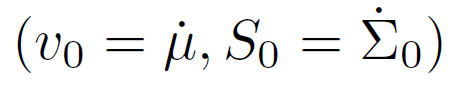 (v₀ = μ̇, S₀ = Σ̇₀)